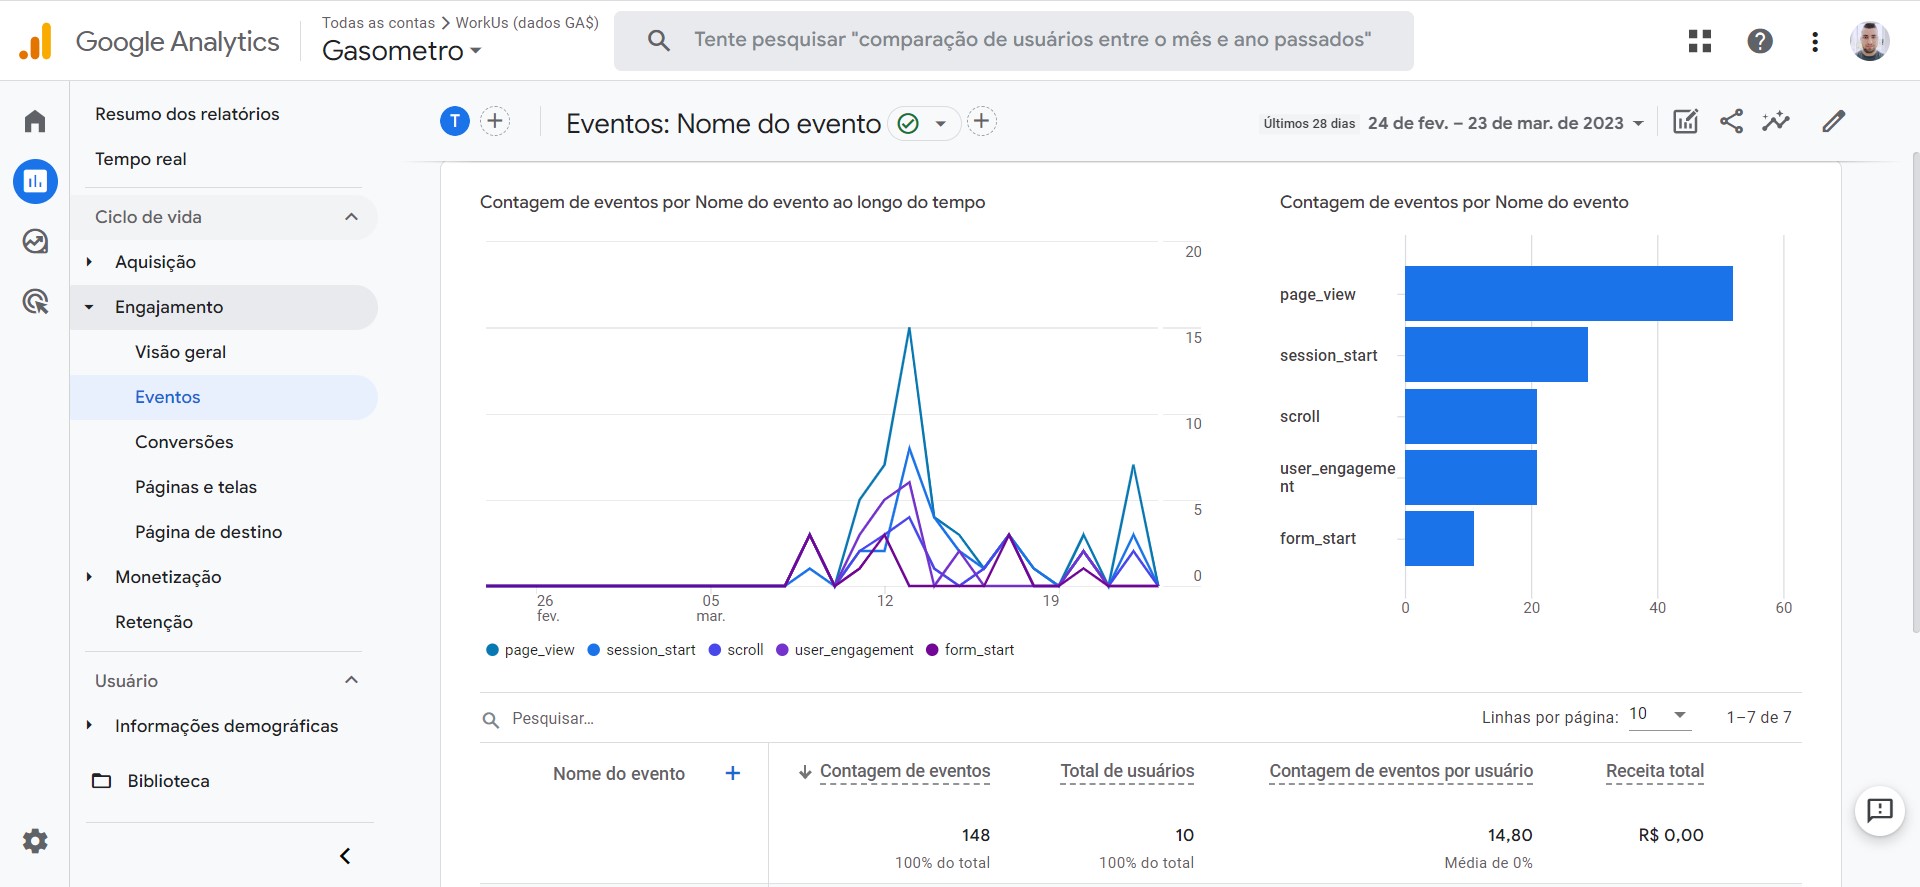 Google Analytics
Todas as contas > WorkUs (dados GA$)
Gasometro
Tente pesquisar "comparação de usuários entre o mês e ano passados"
Resumo dos relatórios
Tempo real
Ciclo de vida
Aquisição
Engajamento
Visão geral
Eventos
Conversões
Páginas e telas
Página de destino
Monetização
Retenção
Usuário
Informações demográficas
Biblioteca
T
Eventos: Nome do evento
Últimos 28 dias 24 de fev. – 23 de mar. de 2023
Contagem de eventos por Nome do evento ao longo do tempo
20
15
10
5
0
26
fev.
05
mar.
12
19
page_view session_start scroll user_engagement form_start
Contagem de eventos por Nome do evento
page_view
session_start
scroll
user_engageme
nt
form_start
0 20 40 60
Pesquisar...
Linhas por página: 10 1–7 de 7
Nome do evento + Contagem de eventos Total de usuários Contagem de eventos por usuário Receita total
148 10 14,80 R$ 0,00
100% do total 100% do total Média de 0%